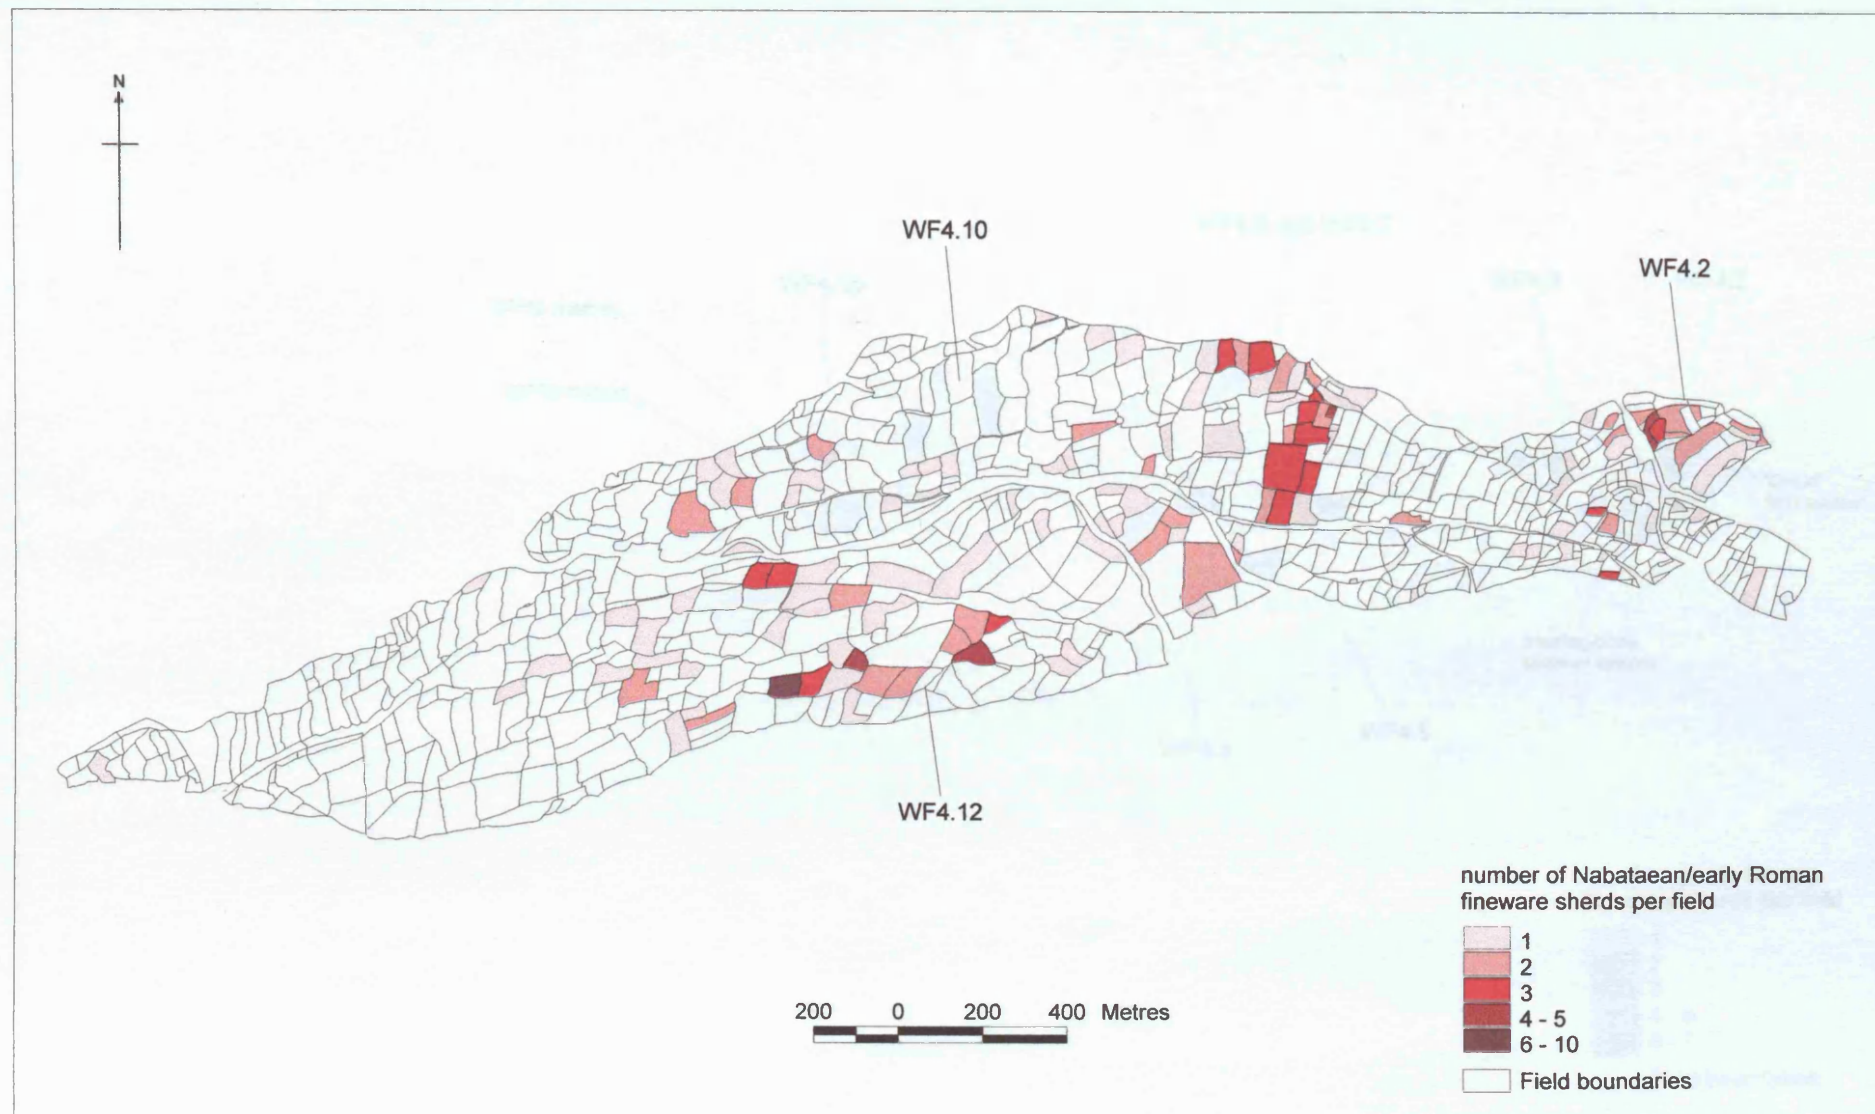 N
WF4.10
WF4.2
WF4.12
number of Nabataean/early Roman
fineware sherds per field
1
2
3
4 - 5
6 - 10
Field boundaries
200 0 200 400 Metres